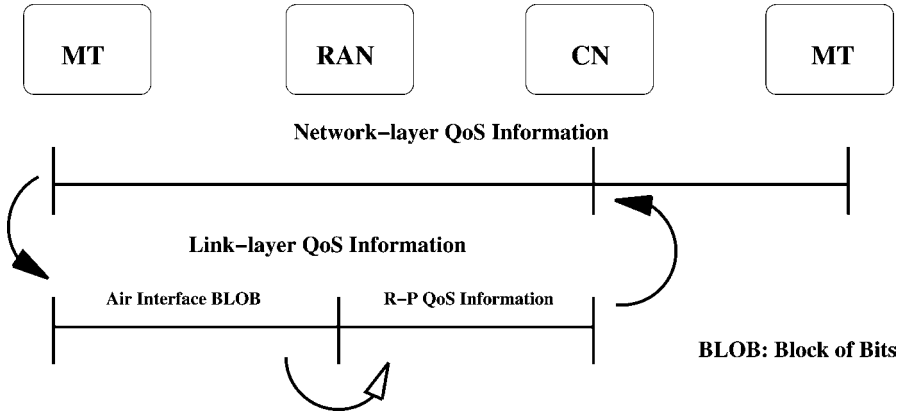 MT
RAN
CN
MT
Network-layer QoS Information
Link-layer QoS Information
Air Interface BLOB
R-P QoS Information
BLOB: Block of Bits